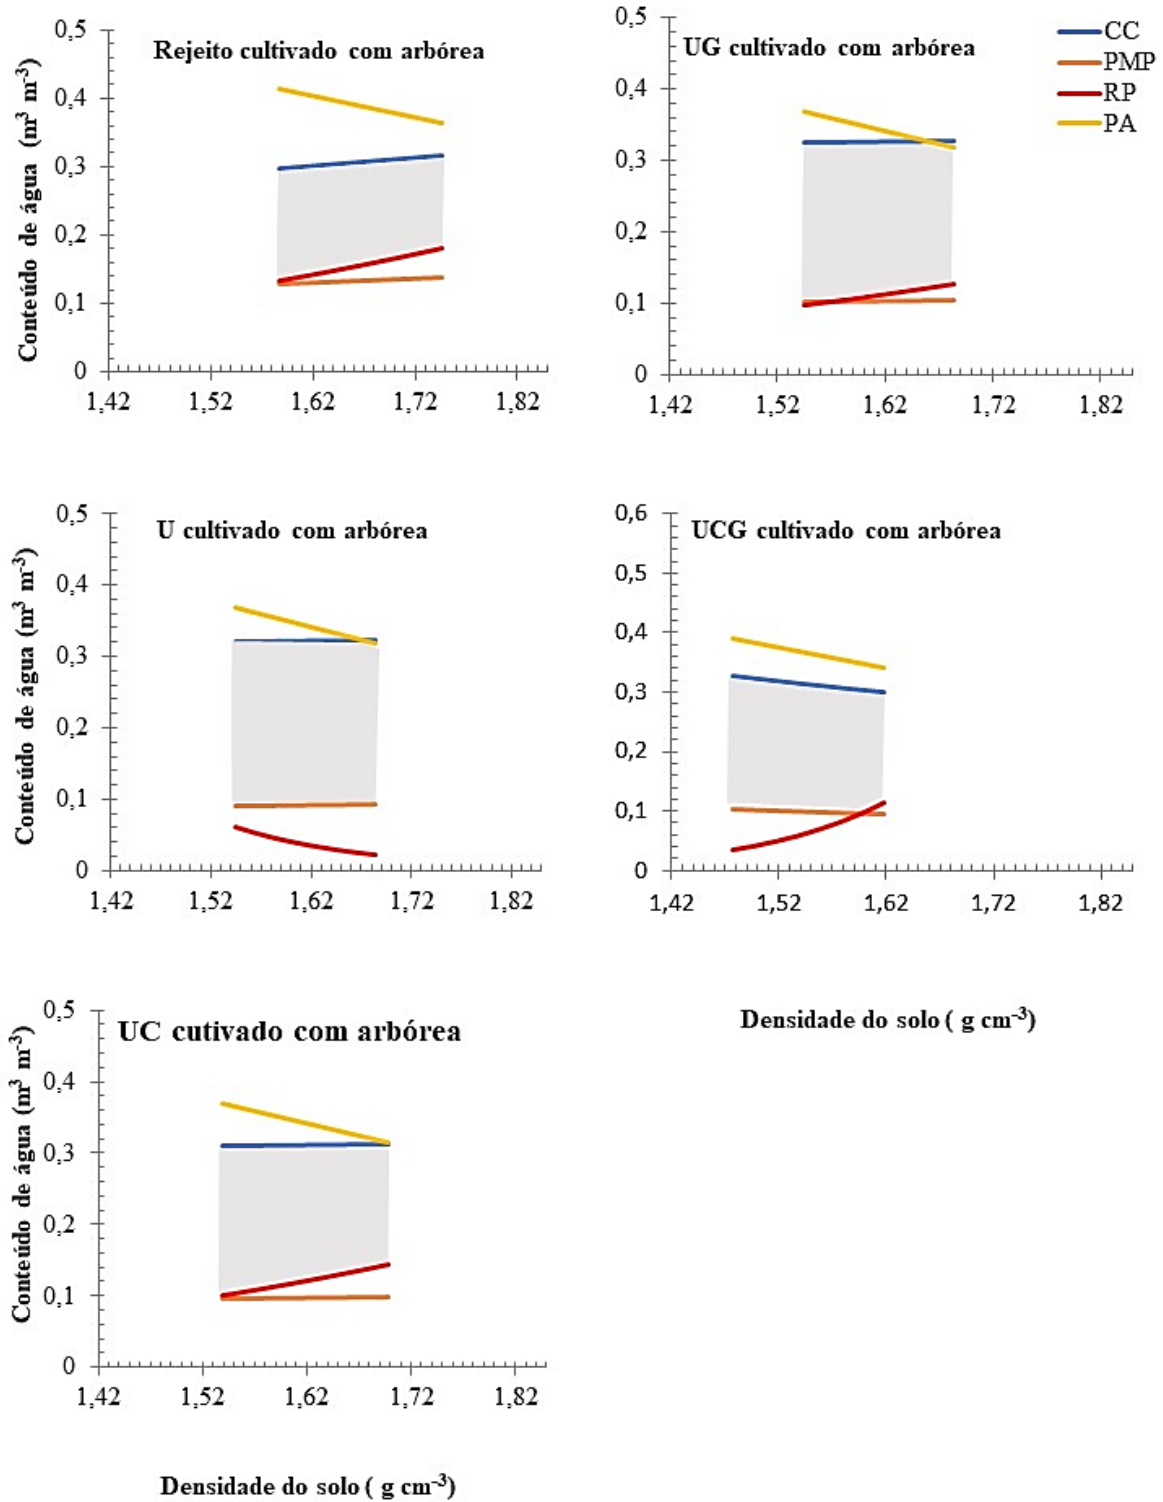 Rejeito cultivado com arbórea
Conteúdo de água (m³ m⁻³)
0,5
0,4
0,3
0,2
0,1
0
1,42 1,52 1,62 1,72 1,82
UG cultivado com arbórea
CC
PMP
RP
PA
0,5
0,4
0,3
0,2
0,1
0
1,42 1,52 1,62 1,72 1,82
U cultivado com arbórea
Conteúdo de água (m³ m⁻³)
0,5
0,4
0,3
0,2
0,1
0
1,42 1,52 1,62 1,72 1,82
UCG cultivado com arbórea
0,6
0,5
0,4
0,3
0,2
0,1
0
1,42 1,52 1,62 1,72 1,82
Densidade do solo ( g cm⁻³)
UC cutivado com arbórea
Conteúdo de água (m³ m⁻³)
0,5
0,4
0,3
0,2
0,1
0
1,42 1,52 1,62 1,72 1,82
Densidade do solo ( g cm⁻³)